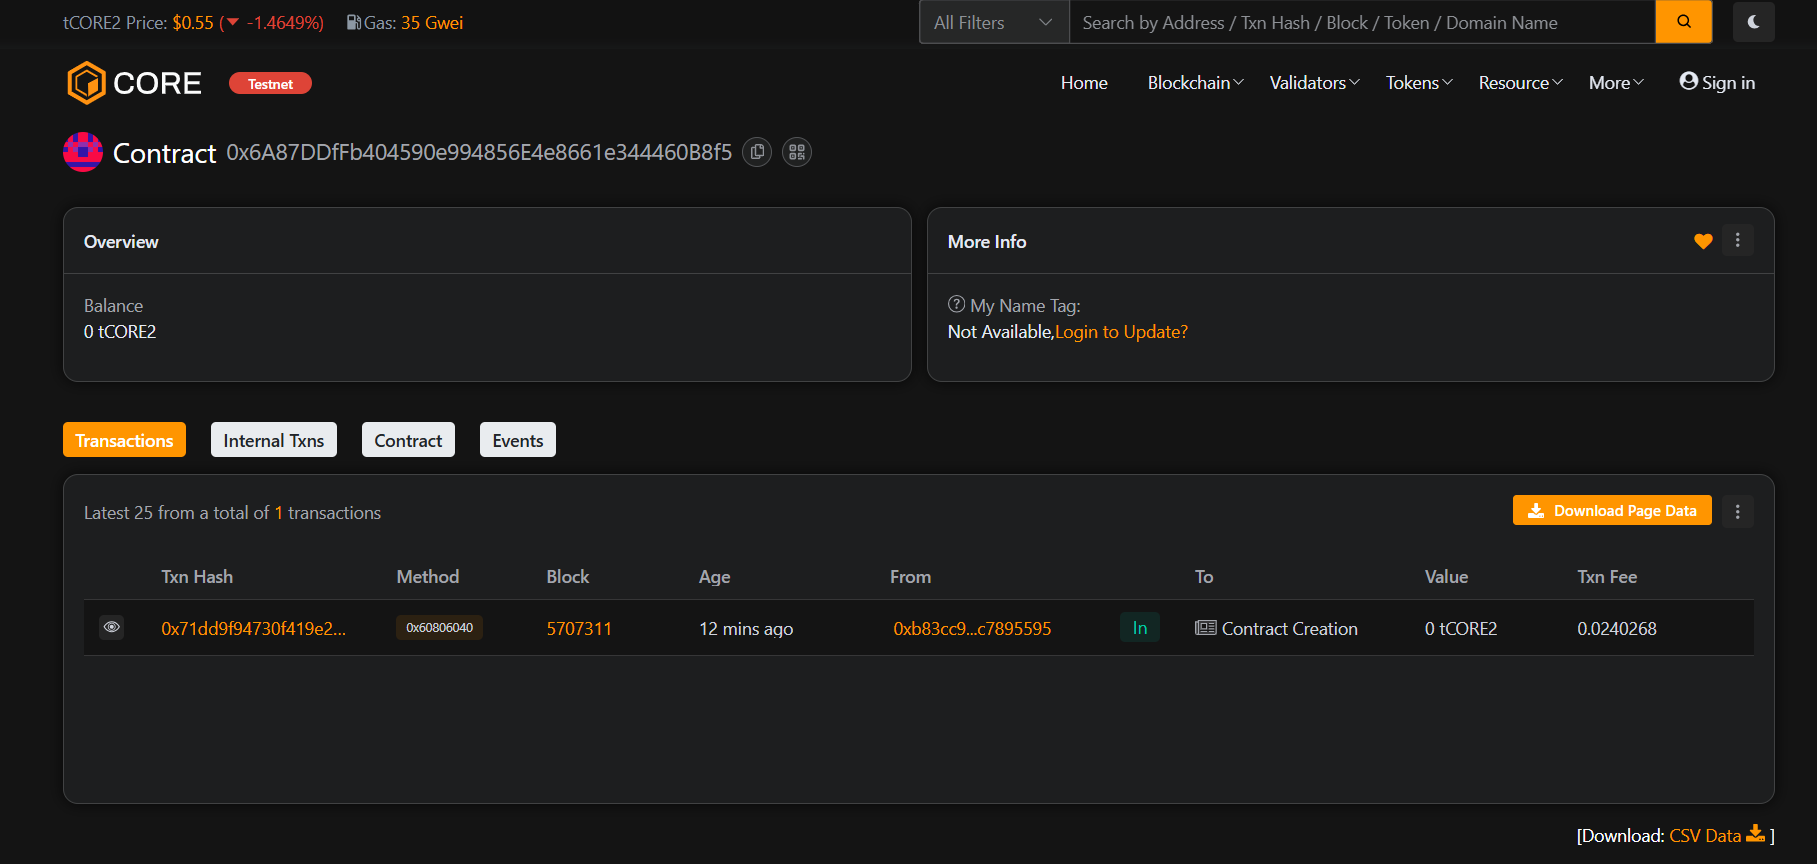 tCORE2 Price: $0.55 ( -1.4649%) Gas: 35 Gwei
All Filters Search by Address / Txn Hash / Block / Token / Domain Name
CORE Testnet
Home Blockchain Validators Tokens Resource More Sign in
Contract 0x6A87DDfFb404590e994856E4e8661e344460B8f5
Overview
Balance
0 tCORE2
More Info
? My Name Tag:
Not Available,Login to Update?
Transactions Internal Txns Contract Events
Latest 25 from a total of 1 transactions
Download Page Data
Txn Hash Method Block Age From To Value Txn Fee
0x71dd9f94730f419e2... 0x60806040 5707311 12 mins ago 0xb83cc9...c7895595 In Contract Creation 0 tCORE2 0.0240268
[Download: CSV Data ]